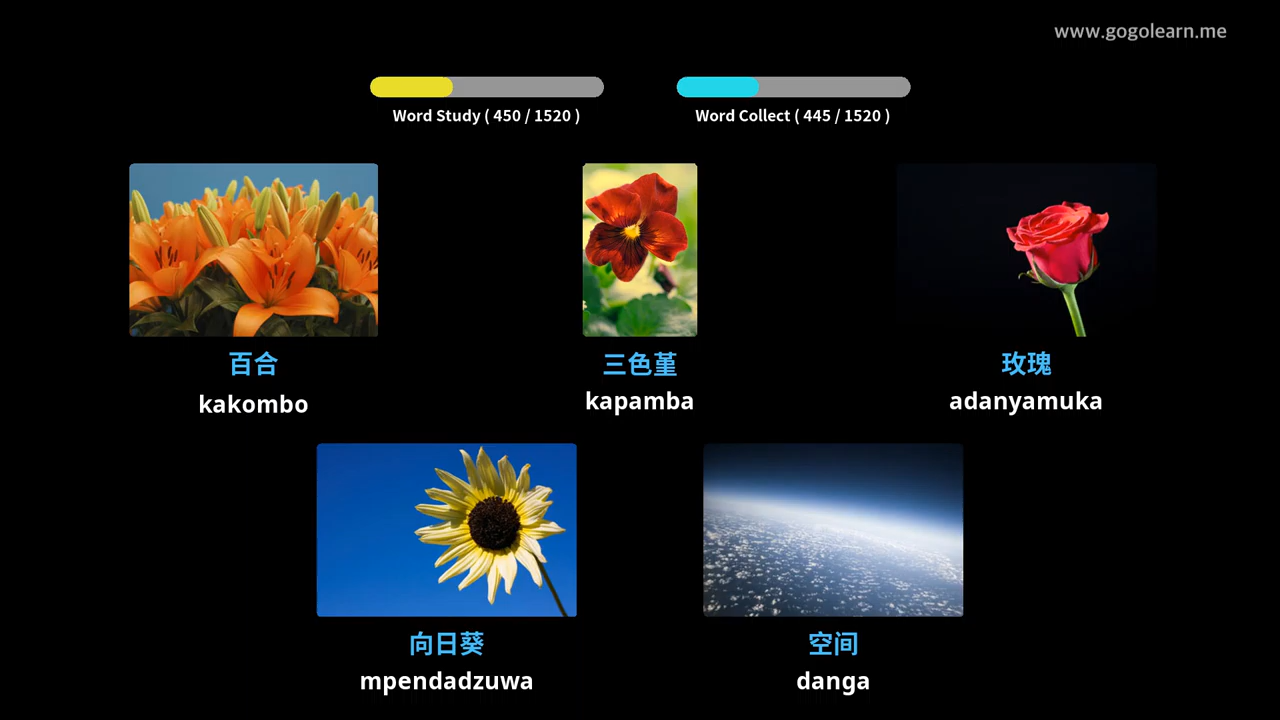 www.gogolearn.me
Word Study ( 450 / 1520 )
Word Collect ( 445 / 1520 )
百合
kakombo
三色堇
kapamba
玫瑰
adanyamuka
向日葵
mpendadzuwa
空间
danga